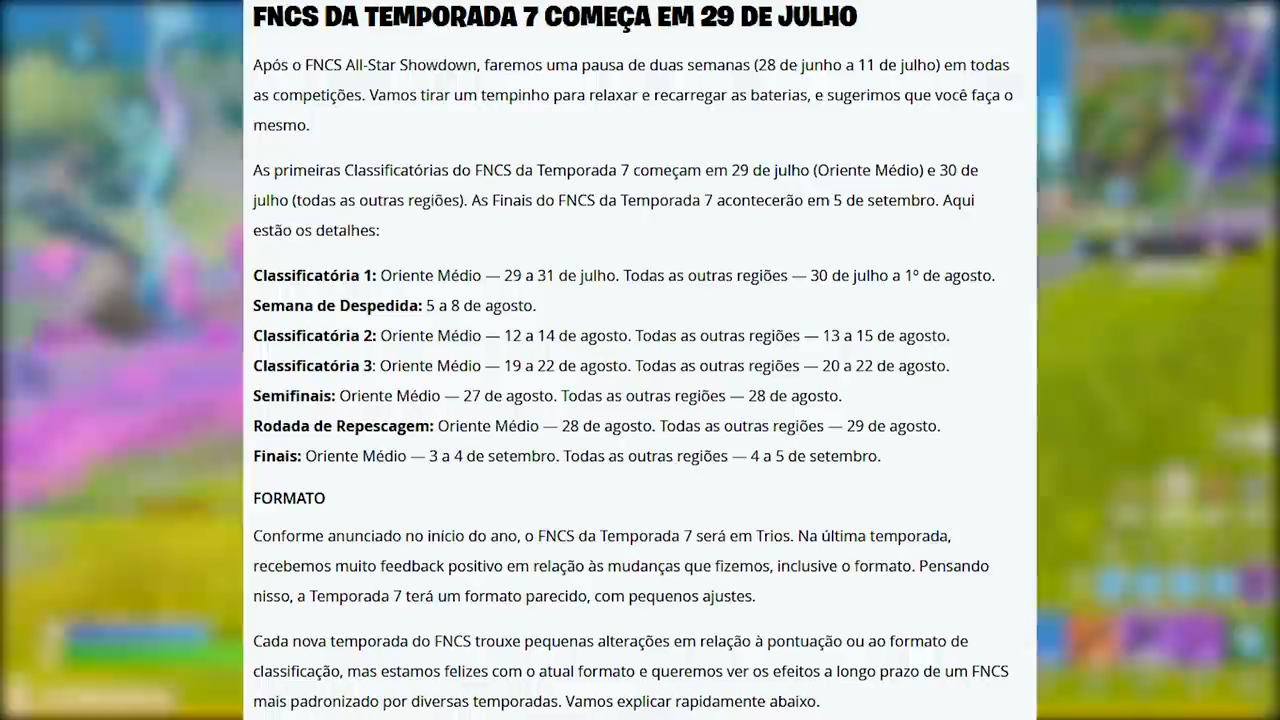 FNCS DA TEMPORADA 7 COMEÇA EM 29 DE JULHO
Após o FNCS All-Star Showdown, faremos uma pausa de duas semanas (28 de junho a 11 de julho) em todas
as competições. Vamos tirar um tempinho para relaxar e recarregar as baterias, e sugerimos que você faça o
mesmo.
As primeiras Classificatórias do FNCS da Temporada 7 começam em 29 de julho (Oriente Médio) e 30 de
julho (todas as outras regiões). As Finais do FNCS da Temporada 7 acontecerão em 5 de setembro. Aqui
estão os detalhes:
Classificatória 1: Oriente Médio — 29 a 31 de julho. Todas as outras regiões — 30 de julho a 1º de agosto.
Semana de Despedida: 5 a 8 de agosto.
Classificatória 2: Oriente Médio — 12 a 14 de agosto. Todas as outras regiões — 13 a 15 de agosto.
Classificatória 3: Oriente Médio — 19 a 22 de agosto. Todas as outras regiões — 20 a 22 de agosto.
Semifinais: Oriente Médio — 27 de agosto. Todas as outras regiões — 28 de agosto.
Rodada de Repescagem: Oriente Médio — 28 de agosto. Todas as outras regiões — 29 de agosto.
Finais: Oriente Médio — 3 a 4 de setembro. Todas as outras regiões — 4 a 5 de setembro.
FORMATO
Conforme anunciado no início do ano, o FNCS da Temporada 7 será em Trios. Na última temporada,
recebemos muito feedback positivo em relação às mudanças que fizemos, inclusive o formato. Pensando
nisso, a Temporada 7 terá um formato parecido, com pequenos ajustes.
Cada nova temporada do FNCS trouxe pequenas alterações em relação à pontuação ou ao formato de
classificação, mas estamos felizes com o atual formato e queremos ver os efeitos a longo prazo de um FNCS
mais padronizado por diversas temporadas. Vamos explicar rapidamente abaixo.